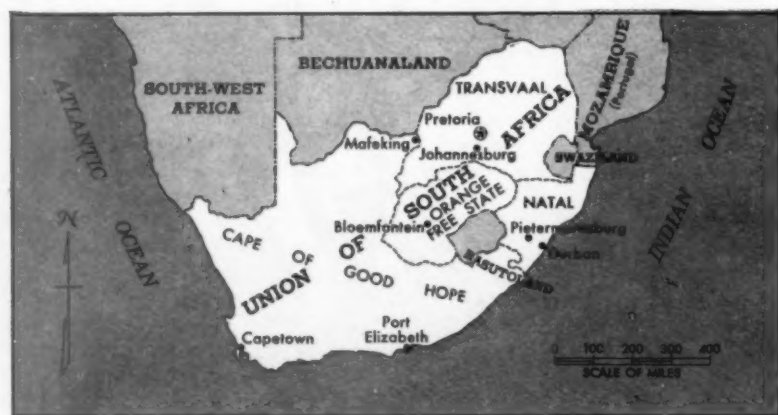 BECHUANALAND
SOUTH-WEST
AFRICA
ATLANTIC
OCEAN
TRANSVAAL
MOZAMBIQUE
(Portugal)
OCEAN
INDIAN
Pretoria
Mafeking
Johannesburg
SWAZILAND
UNION OF SOUTH AFRICA
ORANGE
FREE STATE
NATAL
Bloemfontein
Pietermaritzburg
Durban
BASUTOLAND
CAPE OF GOOD HOPE
Capetown
Port
Elizabeth
0 100 200 300 400
SCALE OF MILES